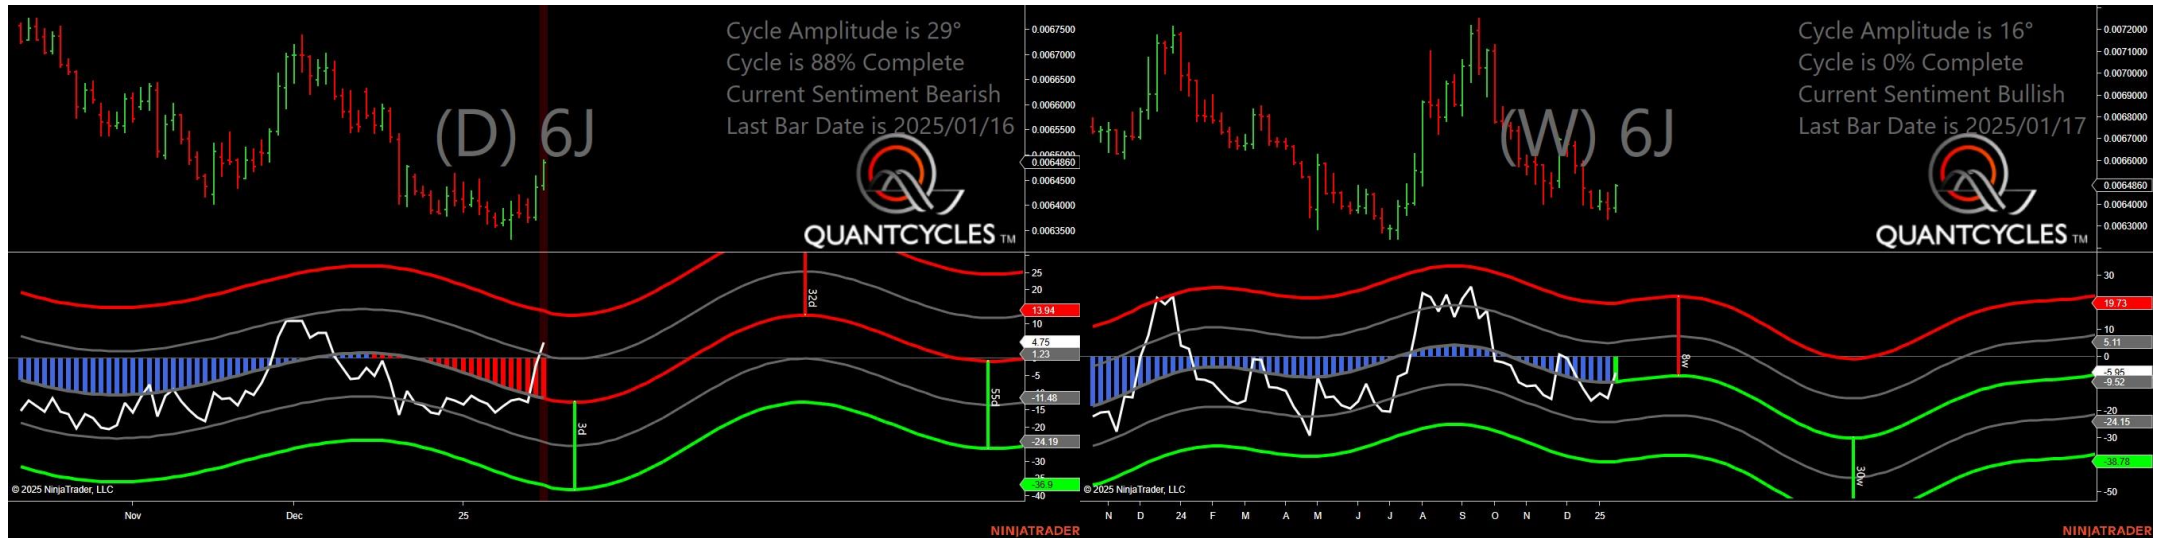 Cycle Amplitude is 29°
Cycle is 88% Complete
Current Sentiment Bearish
Last Bar Date is 2025/01/16
(D) 6J
QUANTCYCLES TM
0.0067500
0.0067000
0.0066500
0.0066000
0.0065500
0.0065000
0.0064860
0.0064500
0.0064000
0.0063500
25
20
13.94
10
4.75
1.23
-5
-11.48
-15
-20
-24.19
-30
-36.9
-40
3d
32d
55d
© 2025 NinjaTrader, LLC
Nov
Dec
25
NINJATRADER
Cycle Amplitude is 16°
Cycle is 0% Complete
Current Sentiment Bullish
Last Bar Date is 2025/01/17
(W) 6J
QUANTCYCLES TM
0.0072000
0.0071000
0.0070000
0.0069000
0.0068000
0.0067000
0.0066000
0.0064860
0.0064000
0.0063000
30
19.73
10
5.11
0
-5.95
-9.52
-20
-24.15
-30
-38.78
-50
8w
30w
© 2025 NinjaTrader, LLC
N D 24 F M A M J J A S O N D 25
NINJATRADER